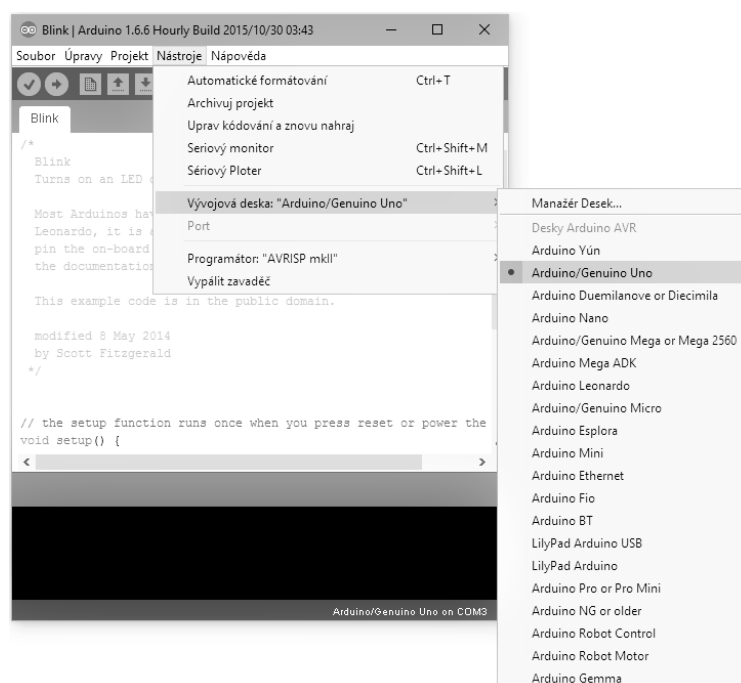 Blink | Arduino 1.6.6 Hourly Build 2015/10/30 03:43
Soubor Úpravy Projekt Nástroje Nápověda
Automatické formátování Ctrl+T
Archivuj projekt
Uprav kódování a znovu nahraj
Seriový monitor Ctrl+Shift+M
Sériový Ploter Ctrl+Shift+L
Vývojová deska: "Arduino/Genuino Uno"
Port
Programátor: "AVRISP mkII"
Vypálit zavaděč
Manažér Desek...
Desky Arduino AVR
Arduino Yún
Arduino/Genuino Uno
Arduino Duemilanove or Diecimila
Arduino Nano
Arduino/Genuino Mega or Mega 2560
Arduino Mega ADK
Arduino Leonardo
Arduino/Genuino Micro
Arduino Esplora
Arduino Mini
Arduino Ethernet
Arduino Fio
Arduino BT
LilyPad Arduino USB
LilyPad Arduino
Arduino Pro or Pro Mini
Arduino NG or older
Arduino Robot Control
Arduino Robot Motor
Arduino Gemma
Blink
/*
Blink
Turns on an LED
Most Arduinos
Leonardo, it is
pin the on-board
the
This example code is in the public domain.
modified 8 May 2014
by Scott Fitzgerald
*/
// the setup function runs once when you press reset or power the
void setup() {
Arduino/Genuino Uno on COM3